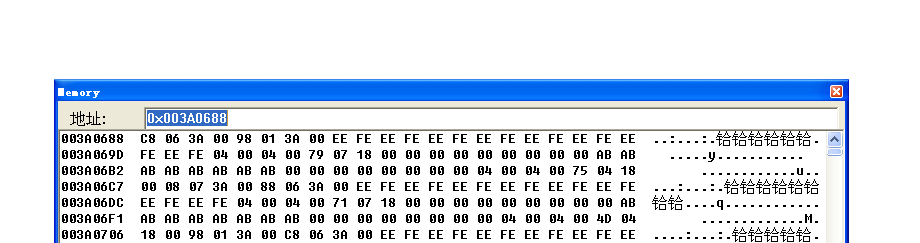 Memory
地址: 0x003A0688
003A0688 C8 06 3A 00 98 01 3A 00 EE FE EE FE EE FE EE FE EE FE EE FE EE ..:...:.铪铪铪铪铪铪.
003A069D FE EE FE 04 00 04 00 79 07 18 00 00 00 00 00 00 00 00 00 AB AB .....y...........
003A06B2 AB AB AB AB AB AB 00 00 00 00 00 00 00 00 04 00 04 00 75 04 18 ............u..
003A06C7 00 08 07 3A 00 88 06 3A 00 EE FE EE FE EE FE EE FE EE FE EE FE ...:...:.铪铪铪铪铪铪
003A06DC EE FE EE FE 04 00 04 00 71 07 18 00 00 00 00 00 00 00 00 00 AB 铪铪....q............
003A06F1 AB AB AB AB AB AB AB 00 00 00 00 00 00 00 00 04 00 04 00 4D 04 .............M.
003A0706 18 00 98 01 3A 00 C8 06 3A 00 EE FE EE FE EE FE EE FE EE FE EE ....:...:.铪铪铪铪铪.